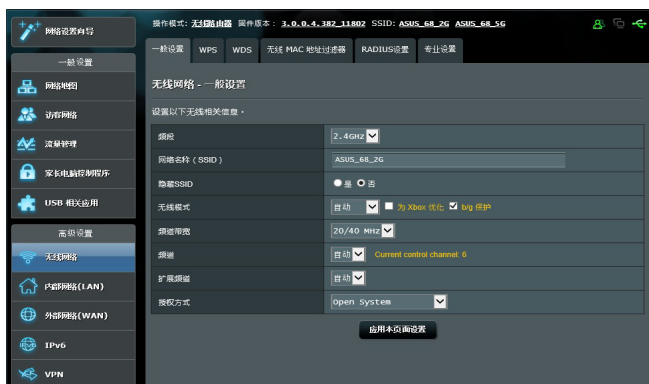 网络设置向导
操作模式: 无线路由器 固件版本: 3.0.0.4.382_11802 SSID: ASUS_68_2G ASUS_68_5G
一般设置 WPS WDS 无线 MAC 地址过滤器 RADIUS设置 专业设置
一般设置
网络地图
访客网络
流量管理
家长电脑控制程序
USB 相关应用
高级设置
无线网络
内部网络(LAN)
外部网络(WAN)
IPv6
VPN
无线网络 - 一般设置
设置以下无线相关信息。
频段 2.4GHz
网络名称(SSID) ASUS_68_2G
隐藏SSID 是 否
无线模式 自动 为 Xbox 优化 b/g 保护
频道带宽 20/40 MHz
频道 自动 Current control channel: 6
扩展频道 自动
授权方式 Open System
应用本页面设置